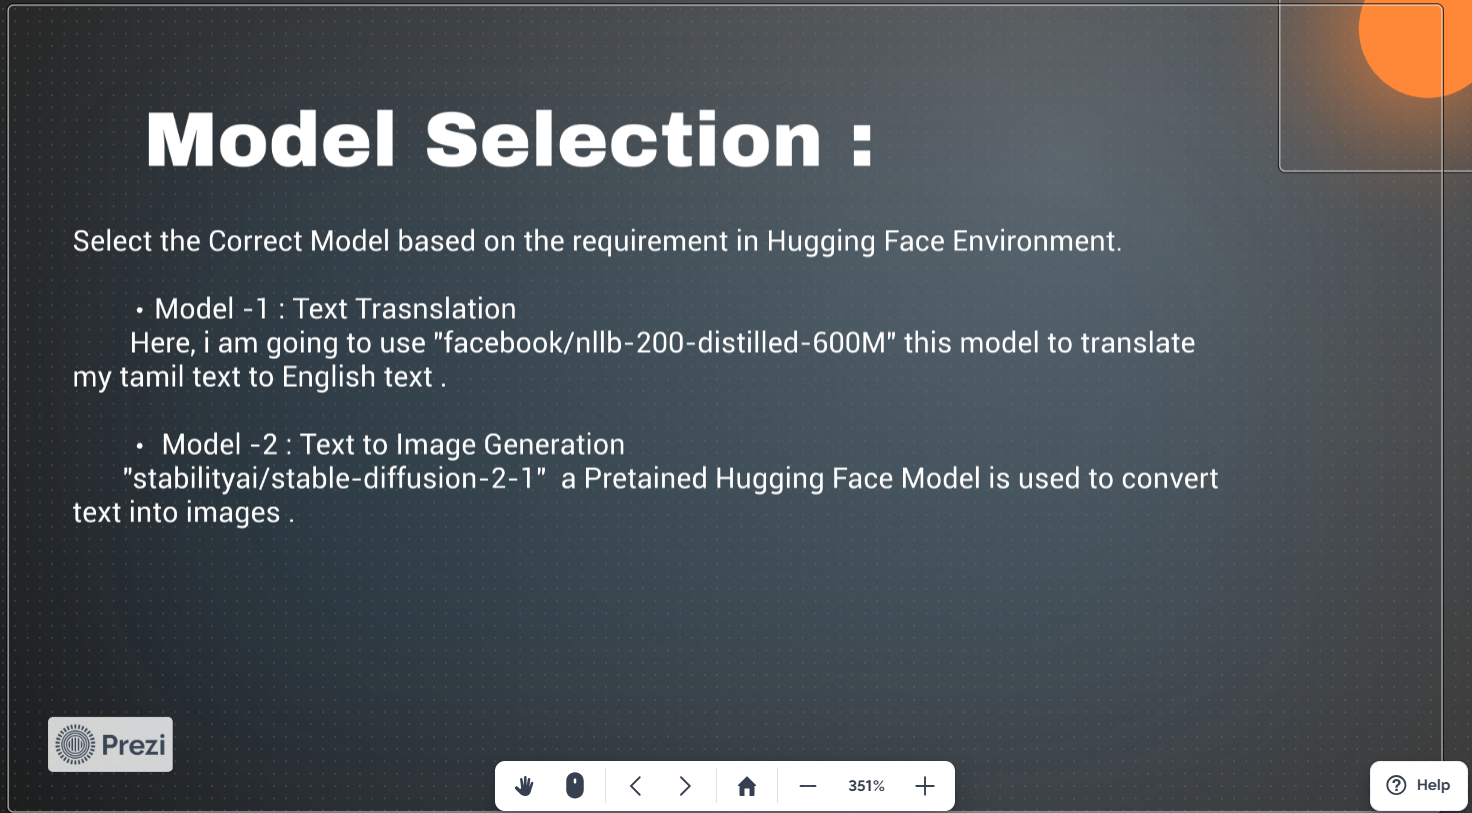 Model Selection :
Select the Correct Model based on the requirement in Hugging Face Environment.
• Model -1 : Text Trasnslation
Here, i am going to use "facebook/nllb-200-distilled-600M" this model to translate
my tamil text to English text .
• Model -2 : Text to Image Generation
"stabilityai/stable-diffusion-2-1" a Pretained Hugging Face Model is used to convert
text into images .
Prezi
351%
Help